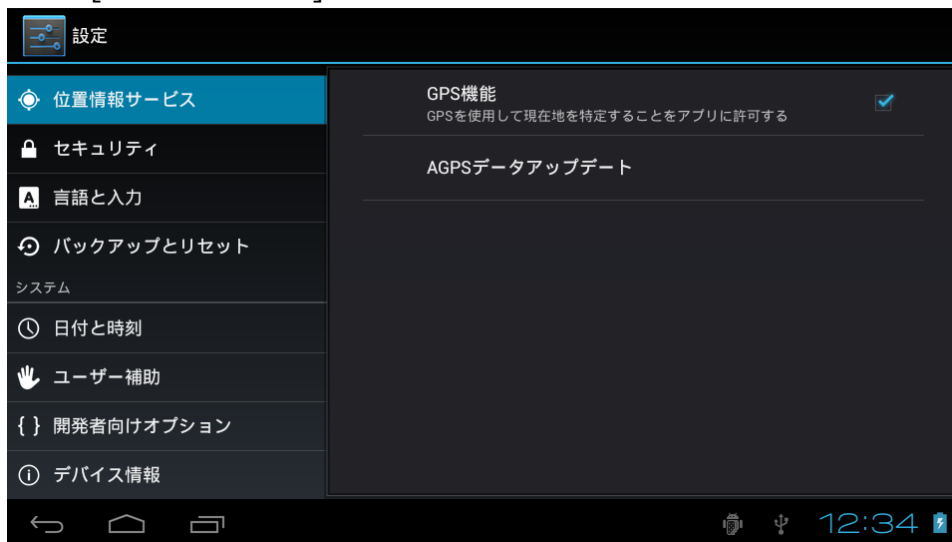 設定
位置情報サービス
セキュリティ
言語と入力
バックアップとリセット
システム
日付と時刻
ユーザー補助
{ } 開発者向けオプション
デバイス情報
GPS機能
GPSを使用して現在地を特定することをアプリに許可する
AGPSデータアップデート
12:34